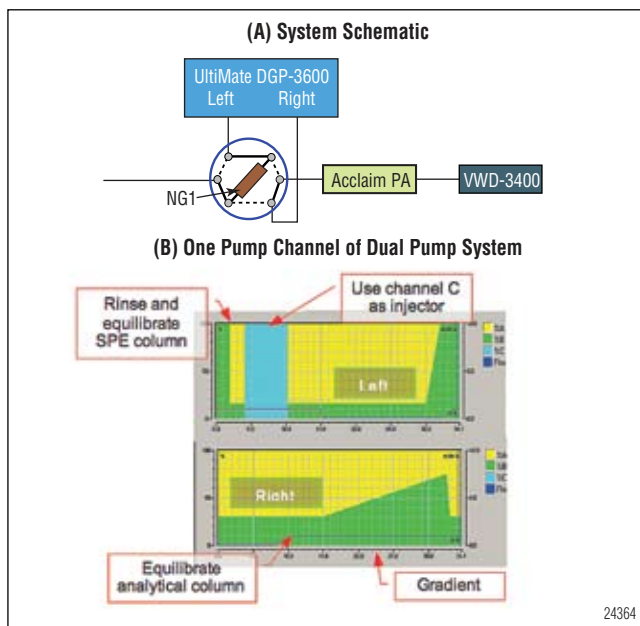 (A) System Schematic
UltiMate DGP-3600
Left Right
NG1
Acclaim PA
VWD-3400
(B) One Pump Channel of Dual Pump System
Rinse and
equilibrate
SPE column
Use channel C
as injector
Left
Right
Equilibrate
analytical column
Gradient
24364